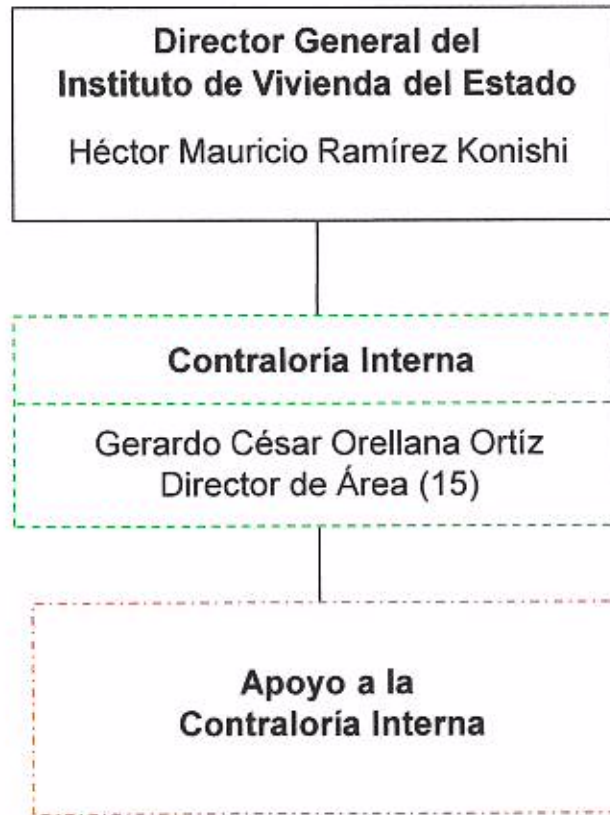 Director General del
Instituto de Vivienda del Estado
Héctor Mauricio Ramírez Konishi
Contraloría Interna
Gerardo César Orellana Ortíz
Director de Área (15)
Apoyo a la
Contraloría Interna